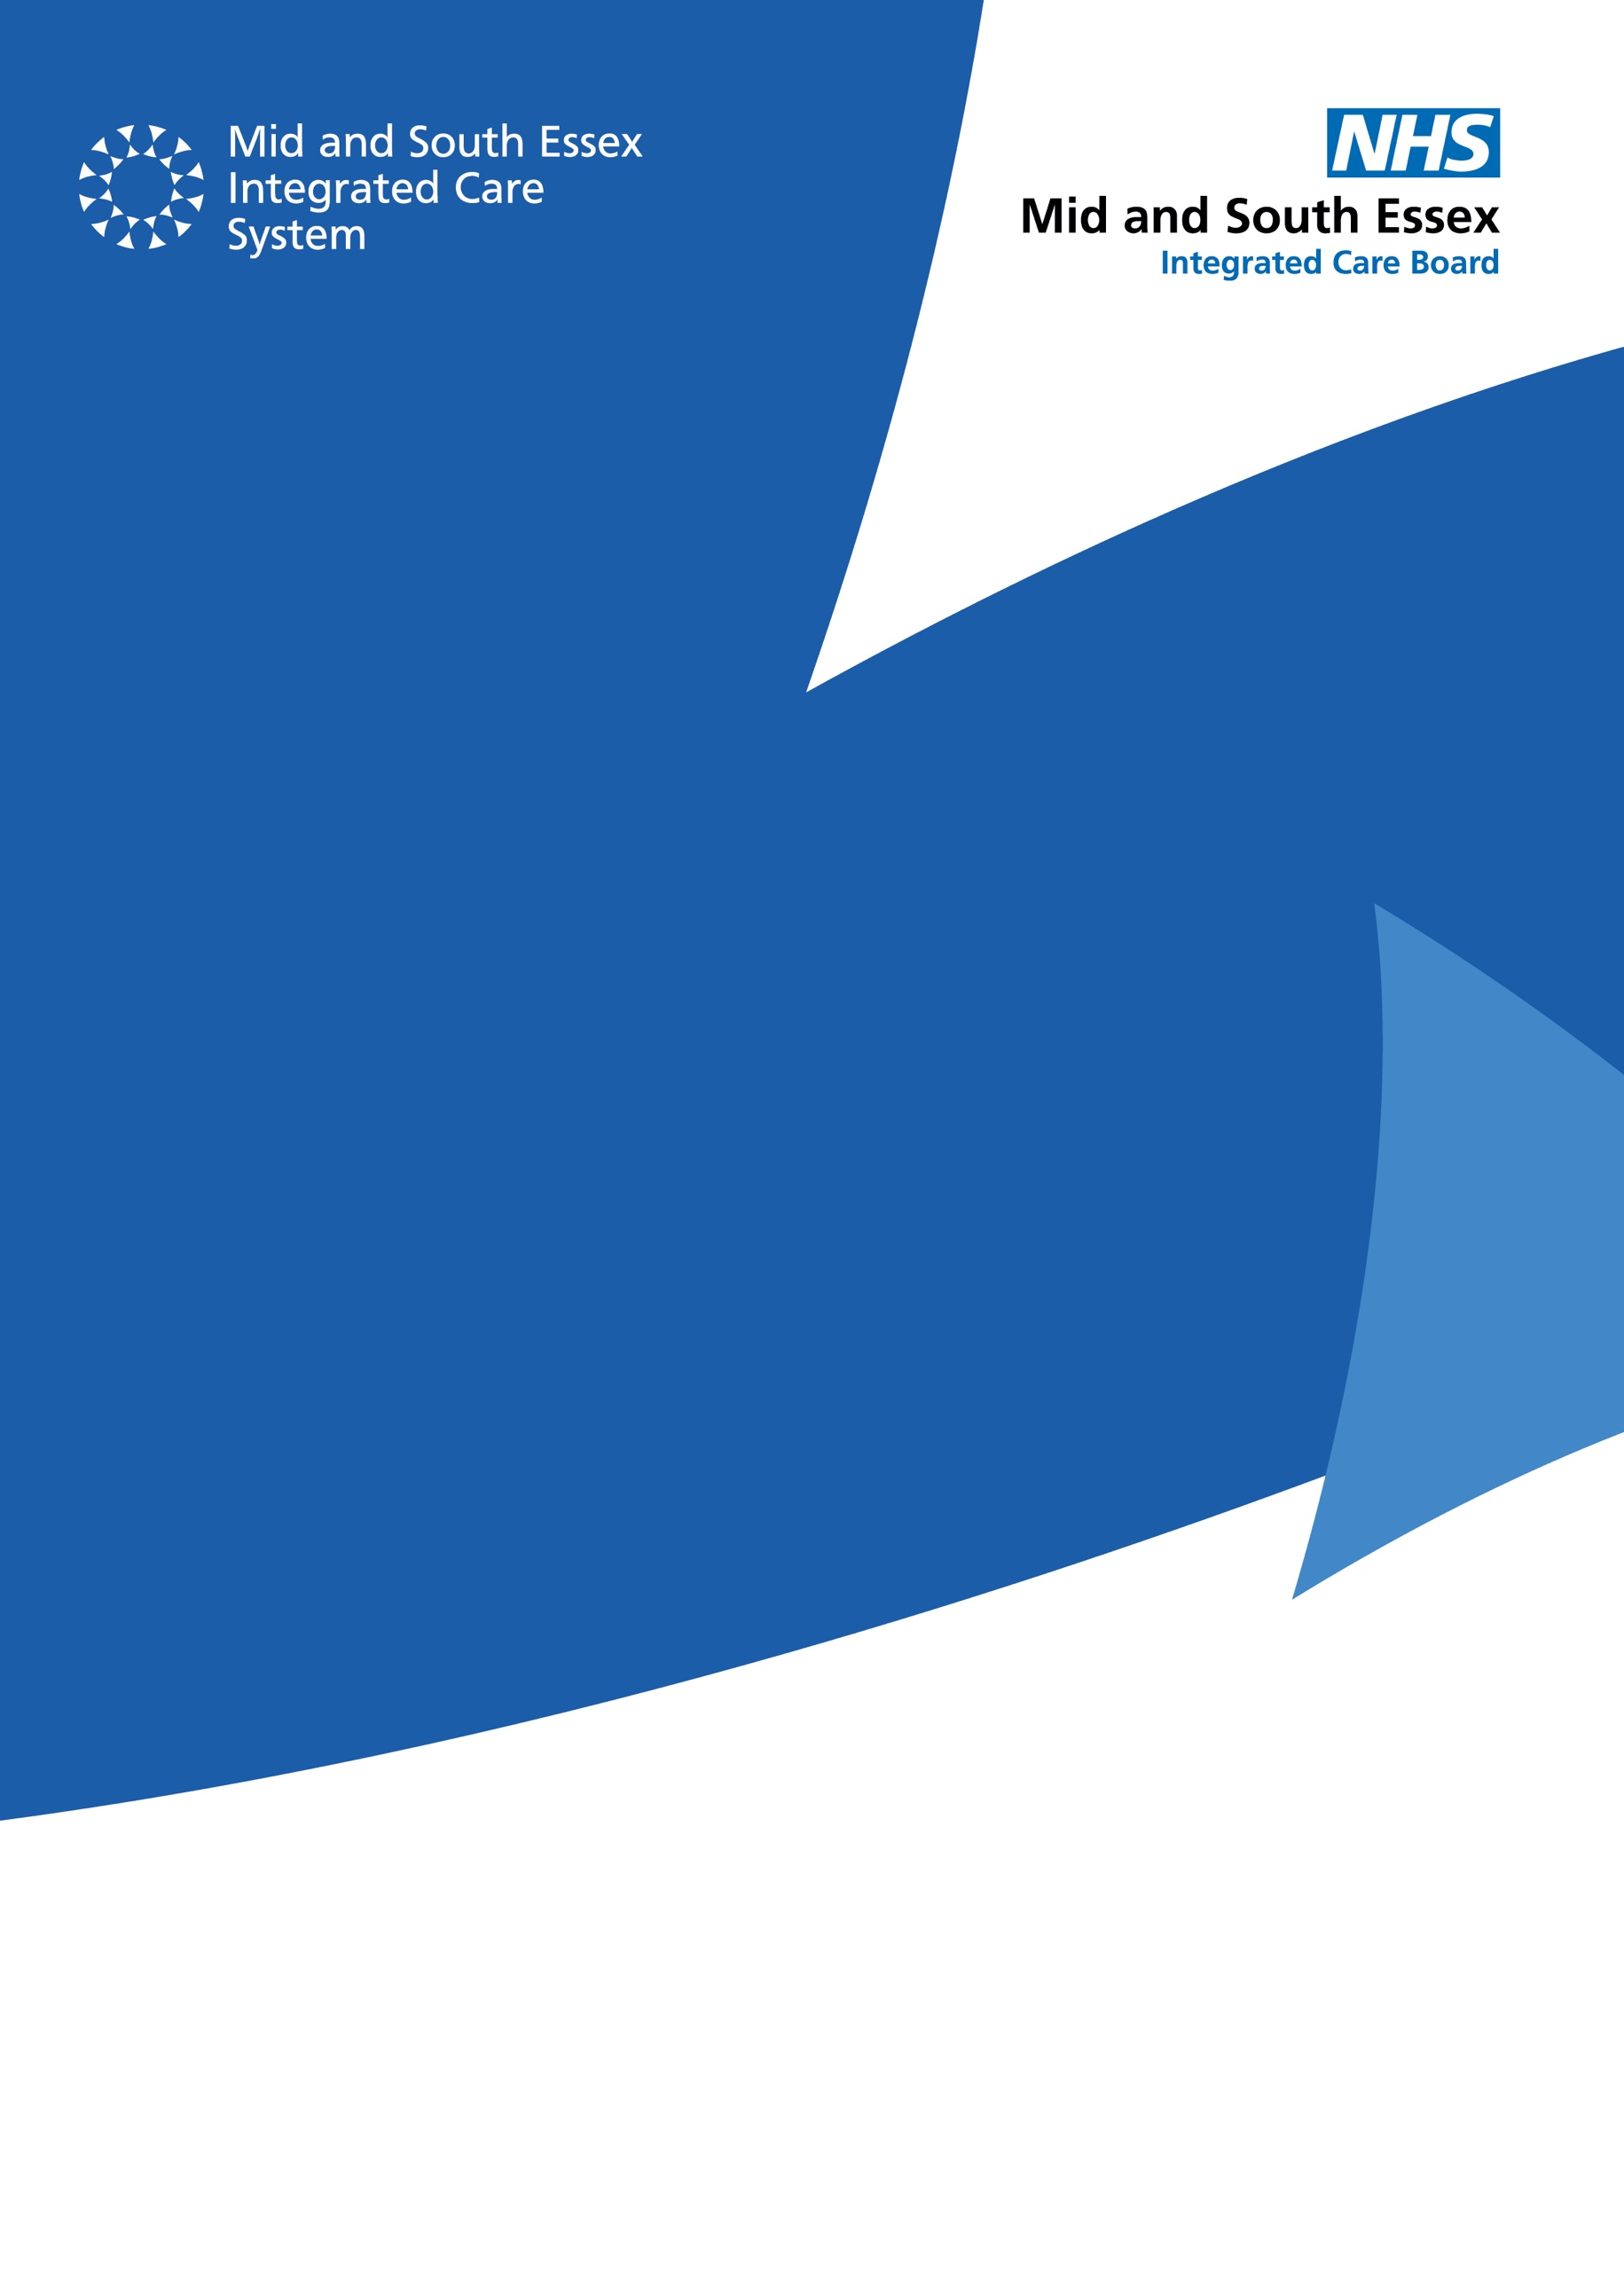 Mid and South Essex
Integrated Care
System
NHS
Mid and South Essex
Integrated Care Board